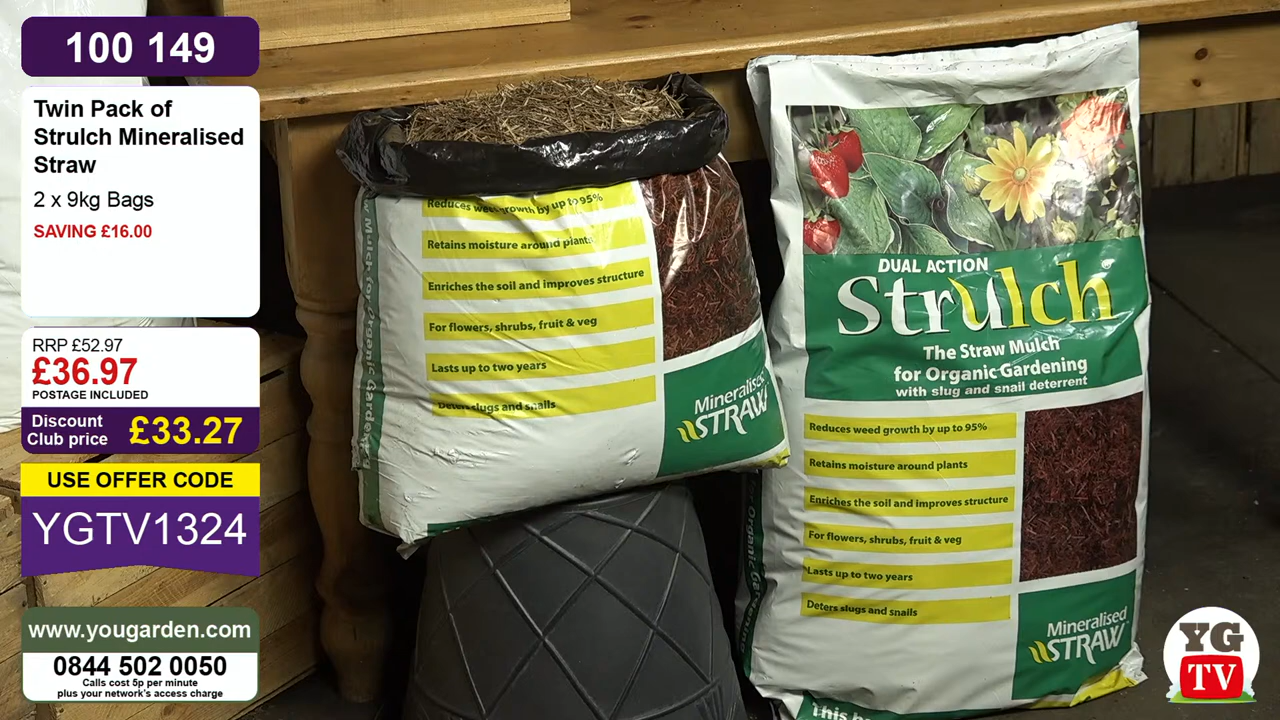 100 149
Twin Pack of
Strulch Mineralised
Straw
2 x 9kg Bags
SAVING £16.00
RRP £52.97
£36.97
POSTAGE INCLUDED
Discount
Club price
£33.27
USE OFFER CODE
YGTV1324
www.yougarden.com
0844 502 0050
Calls cost 5p per minute
plus your network's access charge
Reduces weed growth by up to 95%
Retains moisture around plants
Enriches the soil and improves structure
For flowers, shrubs, fruit & veg
Lasts up to two years
Deters slugs and snails
Mineralised
STRAW
DUAL ACTION
Strulch
The Straw Mulch
for Organic Gardening
with slug and snail deterrent
Reduces weed growth by up to 95%
Retains moisture around plants
Enriches the soil and improves structure
For flowers, shrubs, fruit & veg
Lasts up to two years
Deters slugs and snails
Mineralised
STRAW
YG
TV